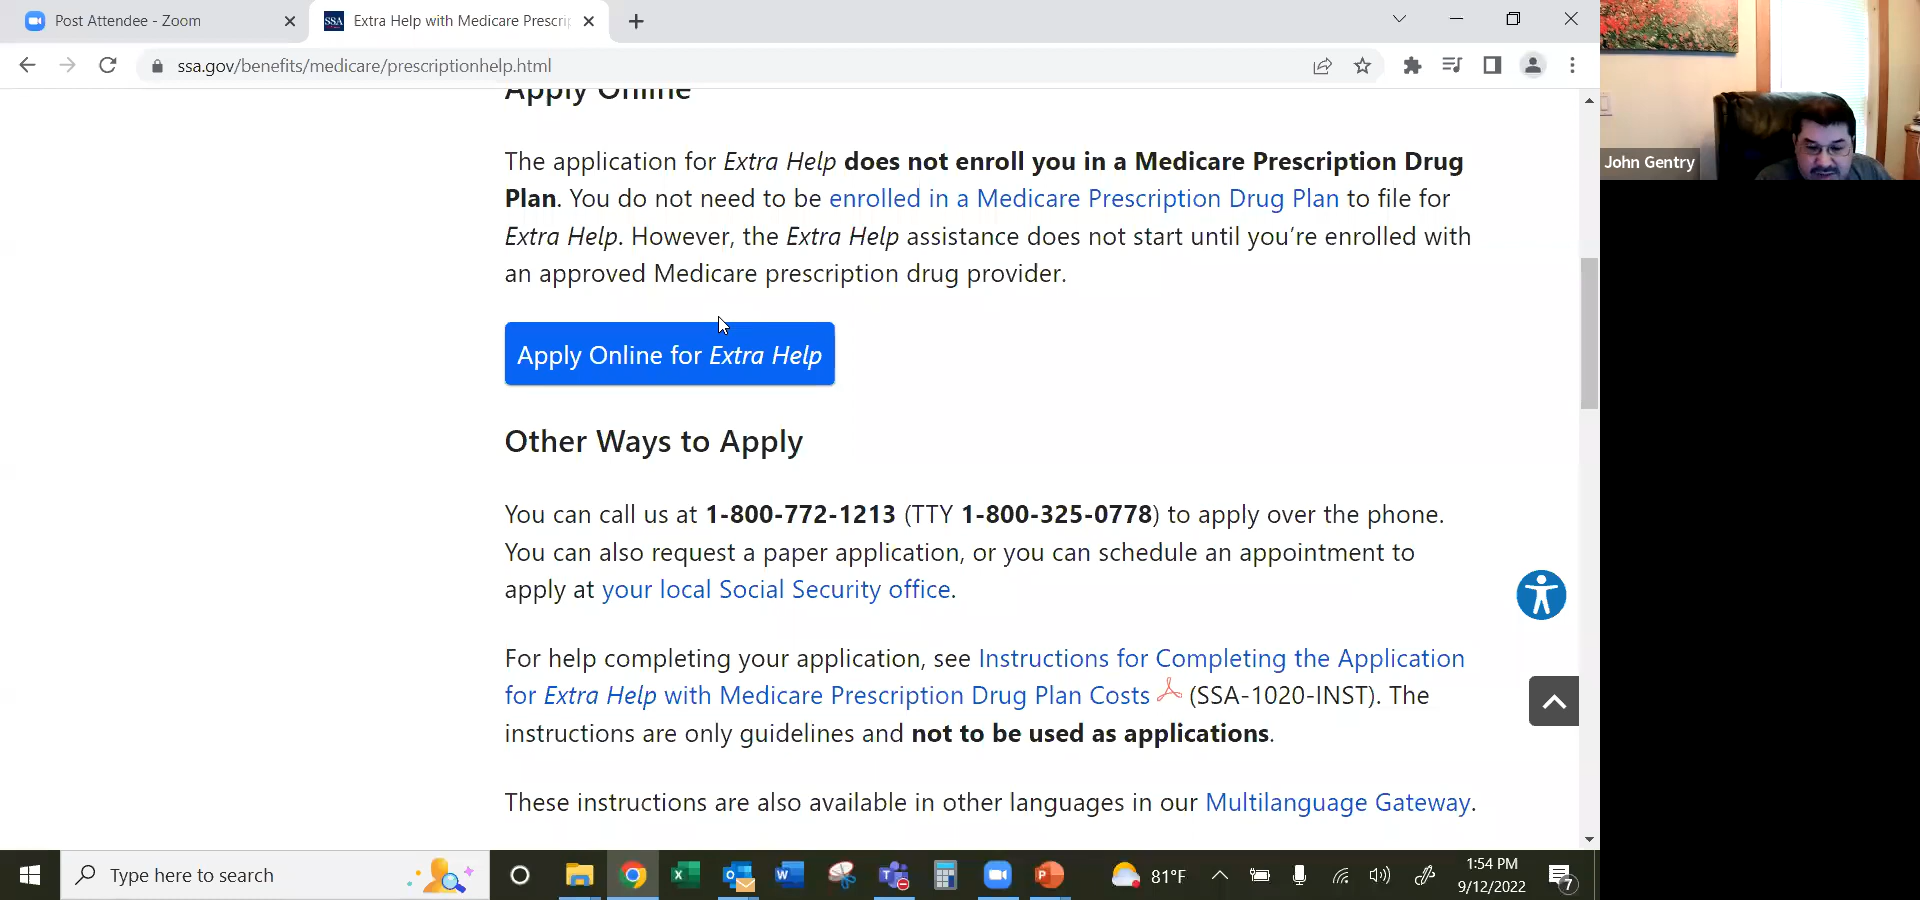 Post Attendee - Zoom
SSA Extra Help with Medicare Prescrip
ssa.gov/benefits/medicare/prescriptionhelp.html
Apply Online
The application for Extra Help does not enroll you in a Medicare Prescription Drug
Plan. You do not need to be enrolled in a Medicare Prescription Drug Plan to file for
Extra Help. However, the Extra Help assistance does not start until you’re enrolled with
an approved Medicare prescription drug provider.
Apply Online for Extra Help
Other Ways to Apply
You can call us at 1-800-772-1213 (TTY 1-800-325-0778) to apply over the phone.
You can also request a paper application, or you can schedule an appointment to
apply at your local Social Security office.
For help completing your application, see Instructions for Completing the Application
for Extra Help with Medicare Prescription Drug Plan Costs (SSA-1020-INST). The
instructions are only guidelines and not to be used as applications.
These instructions are also available in other languages in our Multilanguage Gateway.
John Gentry
Type here to search
81°F
1:54 PM
9/12/2022
7